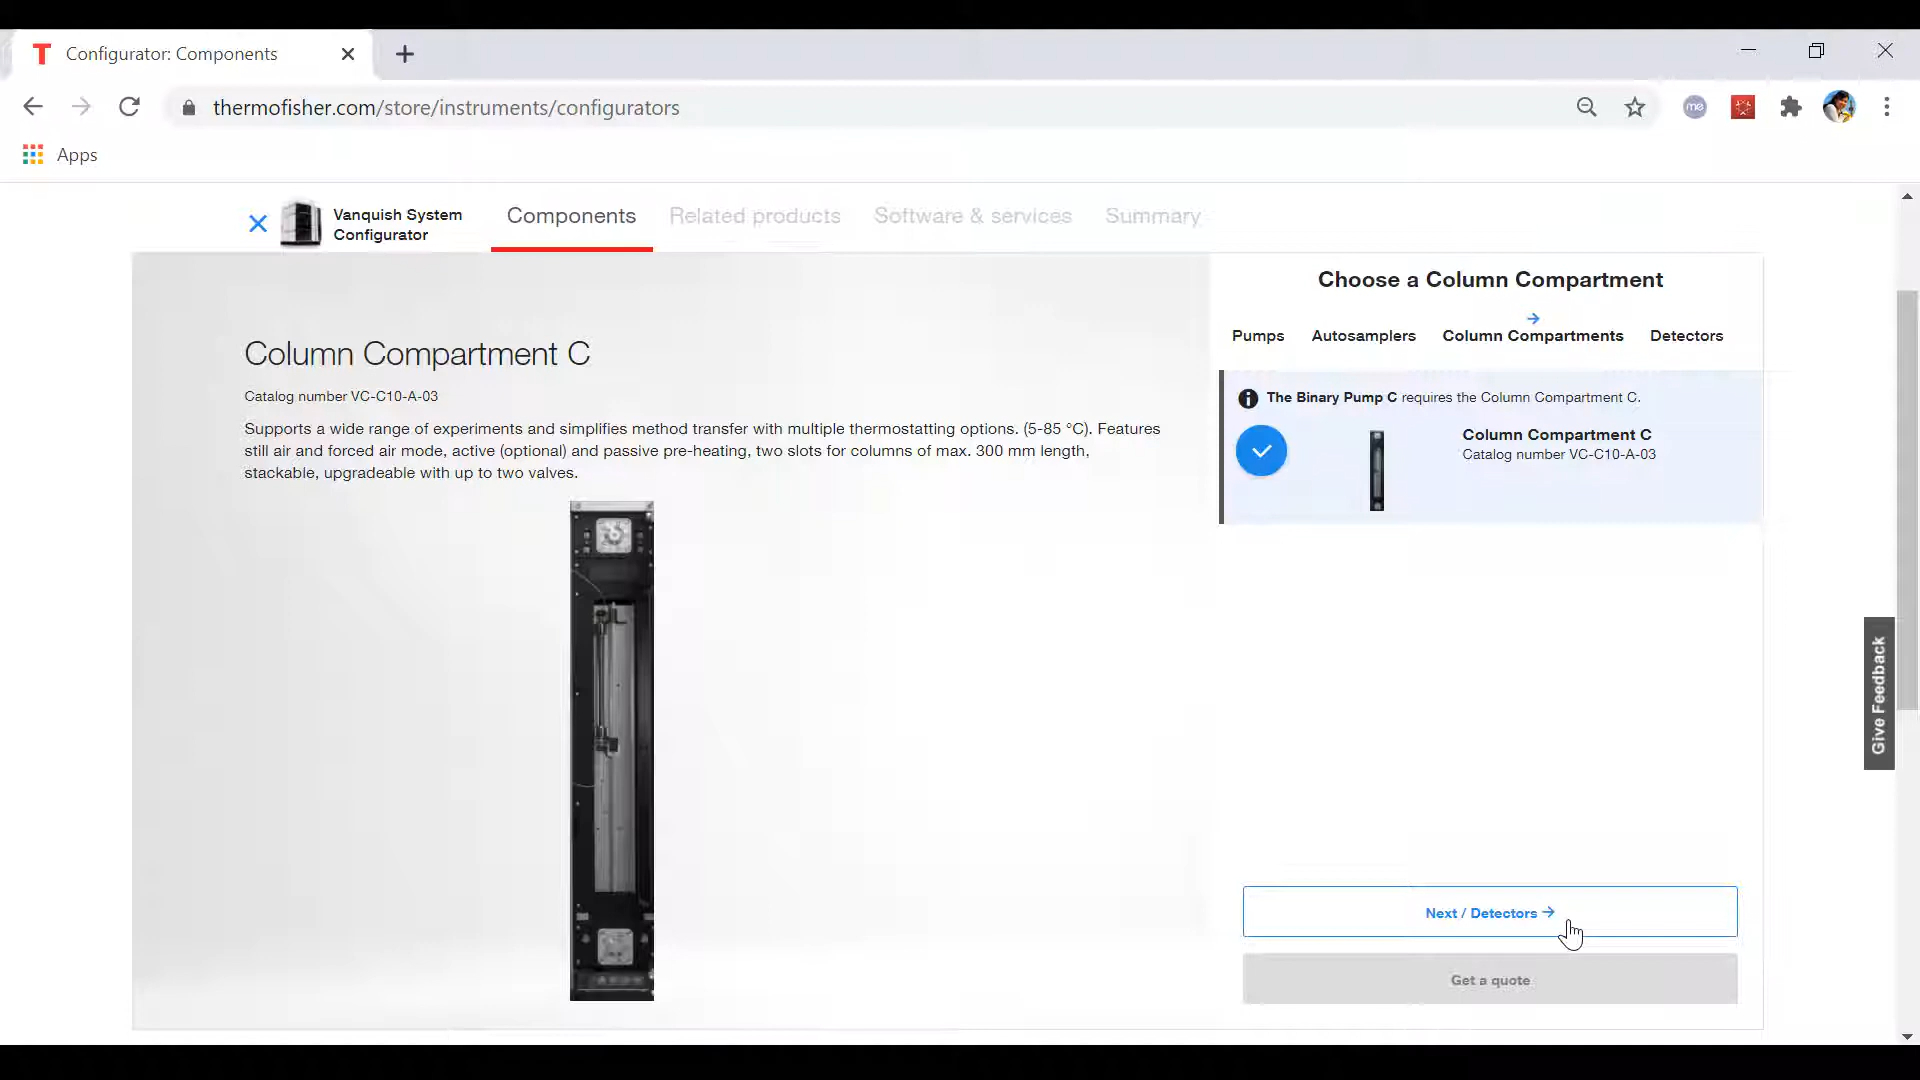 Configurator: Components
thermofisher.com/store/instruments/configurators
me
Apps
Vanquish System
Configurator
Components
Related products
Software & services
Summary
Column Compartment C
Catalog number VC-C10-A-03
Supports a wide range of experiments and simplifies method transfer with multiple thermostatting options. (5-85 °C). Features
still air and forced air mode, active (optional) and passive pre-heating, two slots for columns of max. 300 mm length,
stackable, upgradeable with up to two valves.
Choose a Column Compartment
Pumps
Autosamplers
Column Compartments
Detectors
The Binary Pump C requires the Column Compartment C.
Column Compartment C
Catalog number VC-C10-A-03
Next / Detectors
Get a quote
Give Feedback